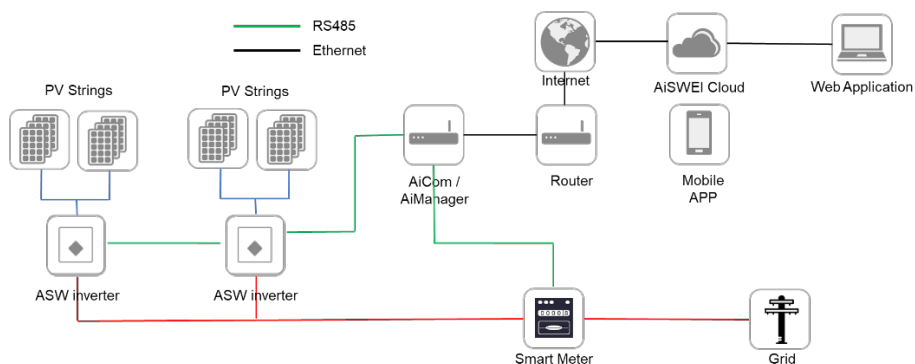 RS485
Ethernet
PV Strings
PV Strings
Internet
AiSWEI Cloud
Web Application
AiCom /
AiManager
Router
Mobile
APP
ASW inverter
ASW inverter
Smart Meter
Grid